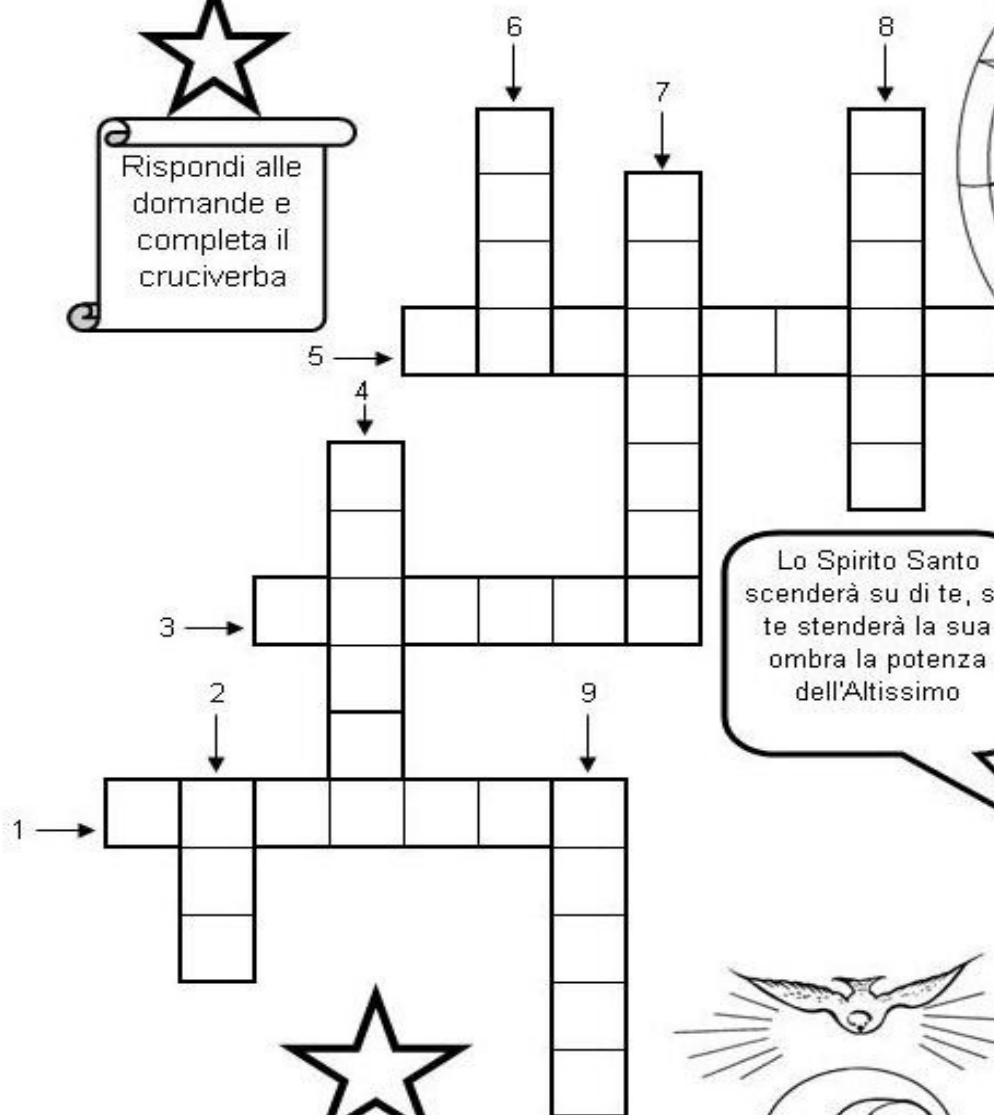 6
8
7
Rispondi alle
domande e
completa il
cruciverba
5
4
Lo Spirito Santo
scenderà su di te, s
te stenderà la sua
ombra la potenza
dell'Altissimo
3
2
9
1